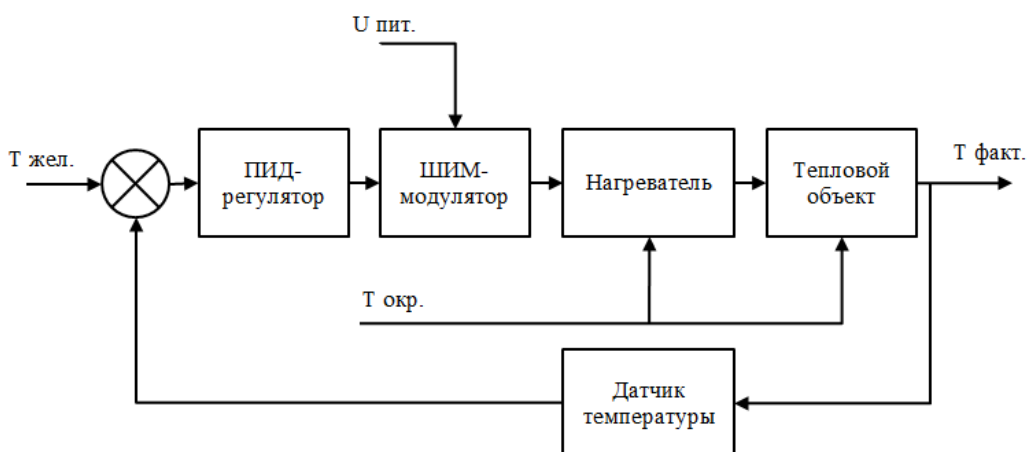 U пит.
Т жел.
ПИД-
регулятор
ШИМ-
модулятор
Нагреватель
Тепловой
объект
Т факт.
Т окр.
Датчик
температуры